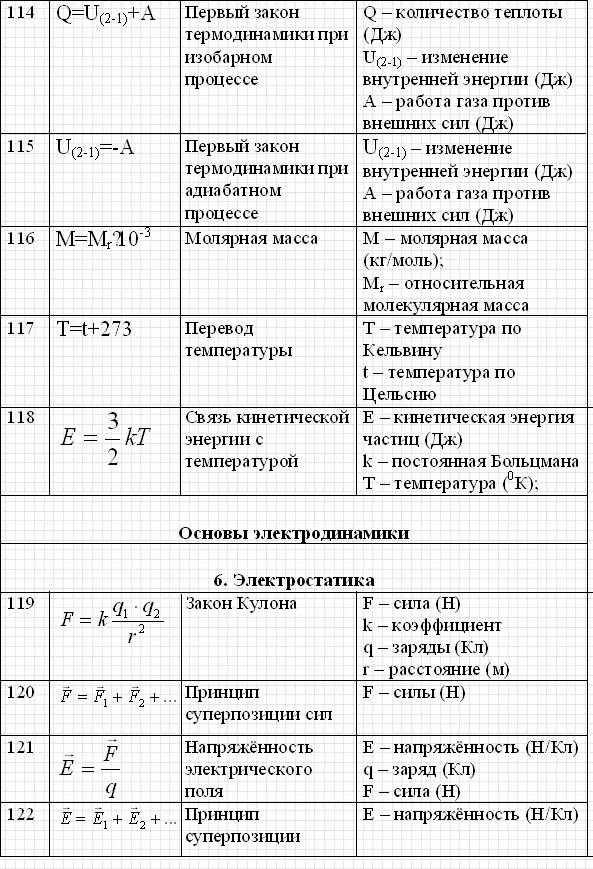 114 Q=U(2-1)+A Первый закон Q – количество теплоты
термодинамики при (Дж)
изобарном U(2-1) – изменение
процессе внутренней энергии (Дж)
A – работа газа против
внешних сил (Дж)
115 U(2-1)=-A Первый закон U(2-1) – изменение
термодинамики при внутренней энергии (Дж)
адиабатном A – работа газа против
процессе внешних сил (Дж)
116 M=Mr?10-3 Молярная масса M – молярная масса
(кг/моль);
Mr – относительная
молекулярная масса
117 T=t+273 Перевод T – температура по
температуры Кельвину
t – температура по
Цельсию
118 E = 3/2 kT Связь кинетической E – кинетическая энергия
энергии с частиц (Дж)
температурой k – постоянная Больцмана
T – температура (0К);
Основы электродинамики
6. Электростатика
119 F = k q1 · q2 / r2 Закон Кулона F – сила (Н)
k – коэффициент
q – заряды (Кл)
r – расстояние (м)
120 F⃗ = F⃗1 + F⃗2 + ... Принцип F – силы (Н)
суперпозиции сил
121 E⃗ = F⃗ / q Напряжённость E – напряжённость (Н/Кл)
электрического q – заряд (Кл)
поля F – сила (Н)
122 E⃗ = E⃗1 + E⃗2 + ... Принцип E – напряжённость (Н/Кл)
суперпозиции